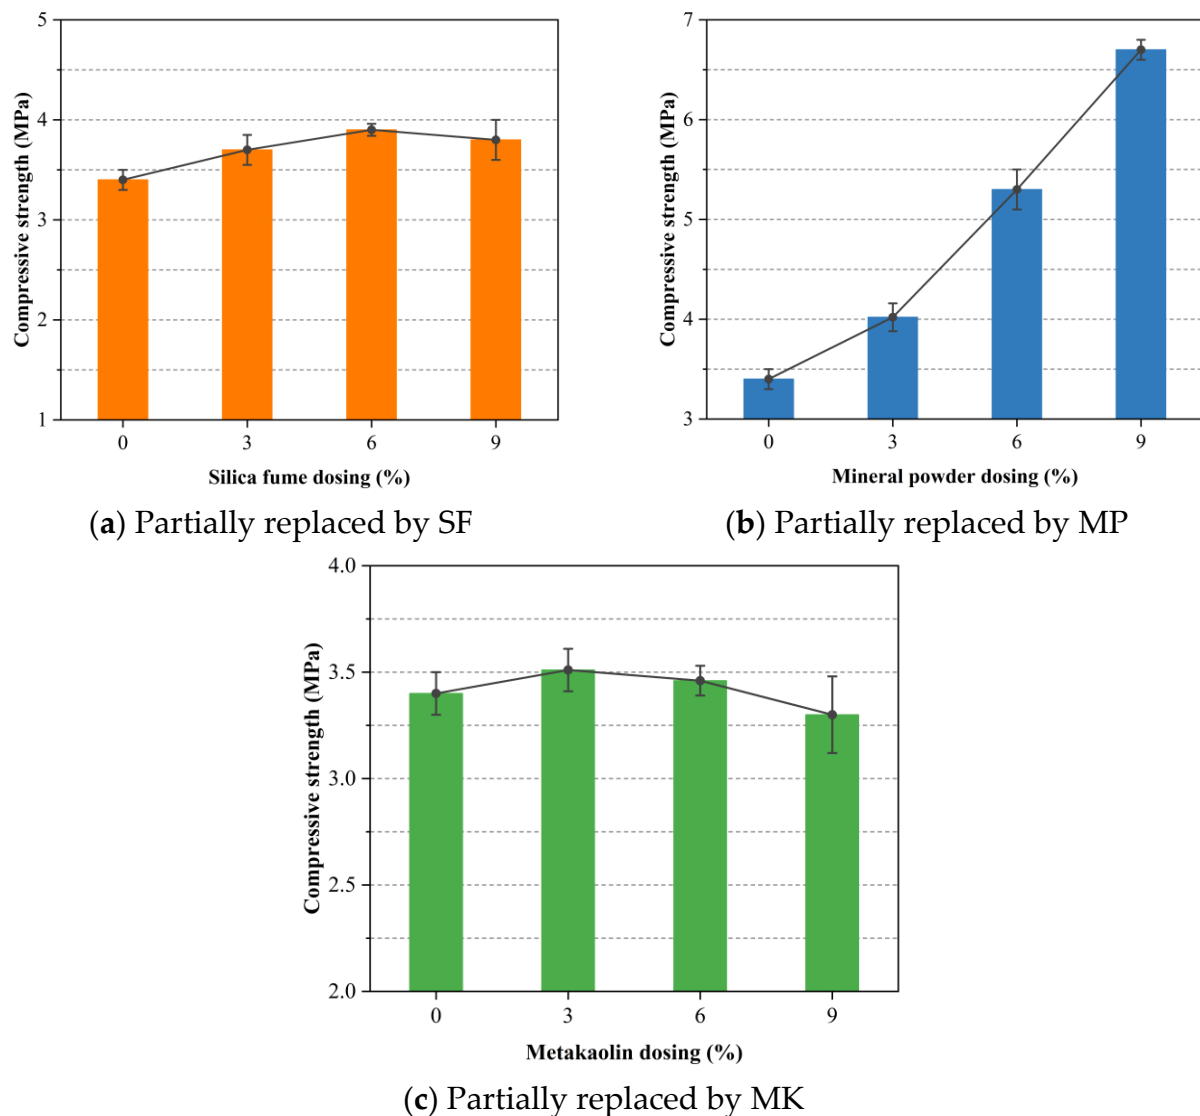 Compressive strength (MPa)
5
4
3
2
1
0 3 6 9
Silica fume dosing (%)
(a) Partially replaced by SF
Compressive strength (MPa)
7
6
5
4
3
0 3 6 9
Mineral powder dosing (%)
(b) Partially replaced by MP
Compressive strength (MPa)
4.0
3.5
3.0
2.5
2.0
0 3 6 9
Metakaolin dosing (%)
(c) Partially replaced by MK